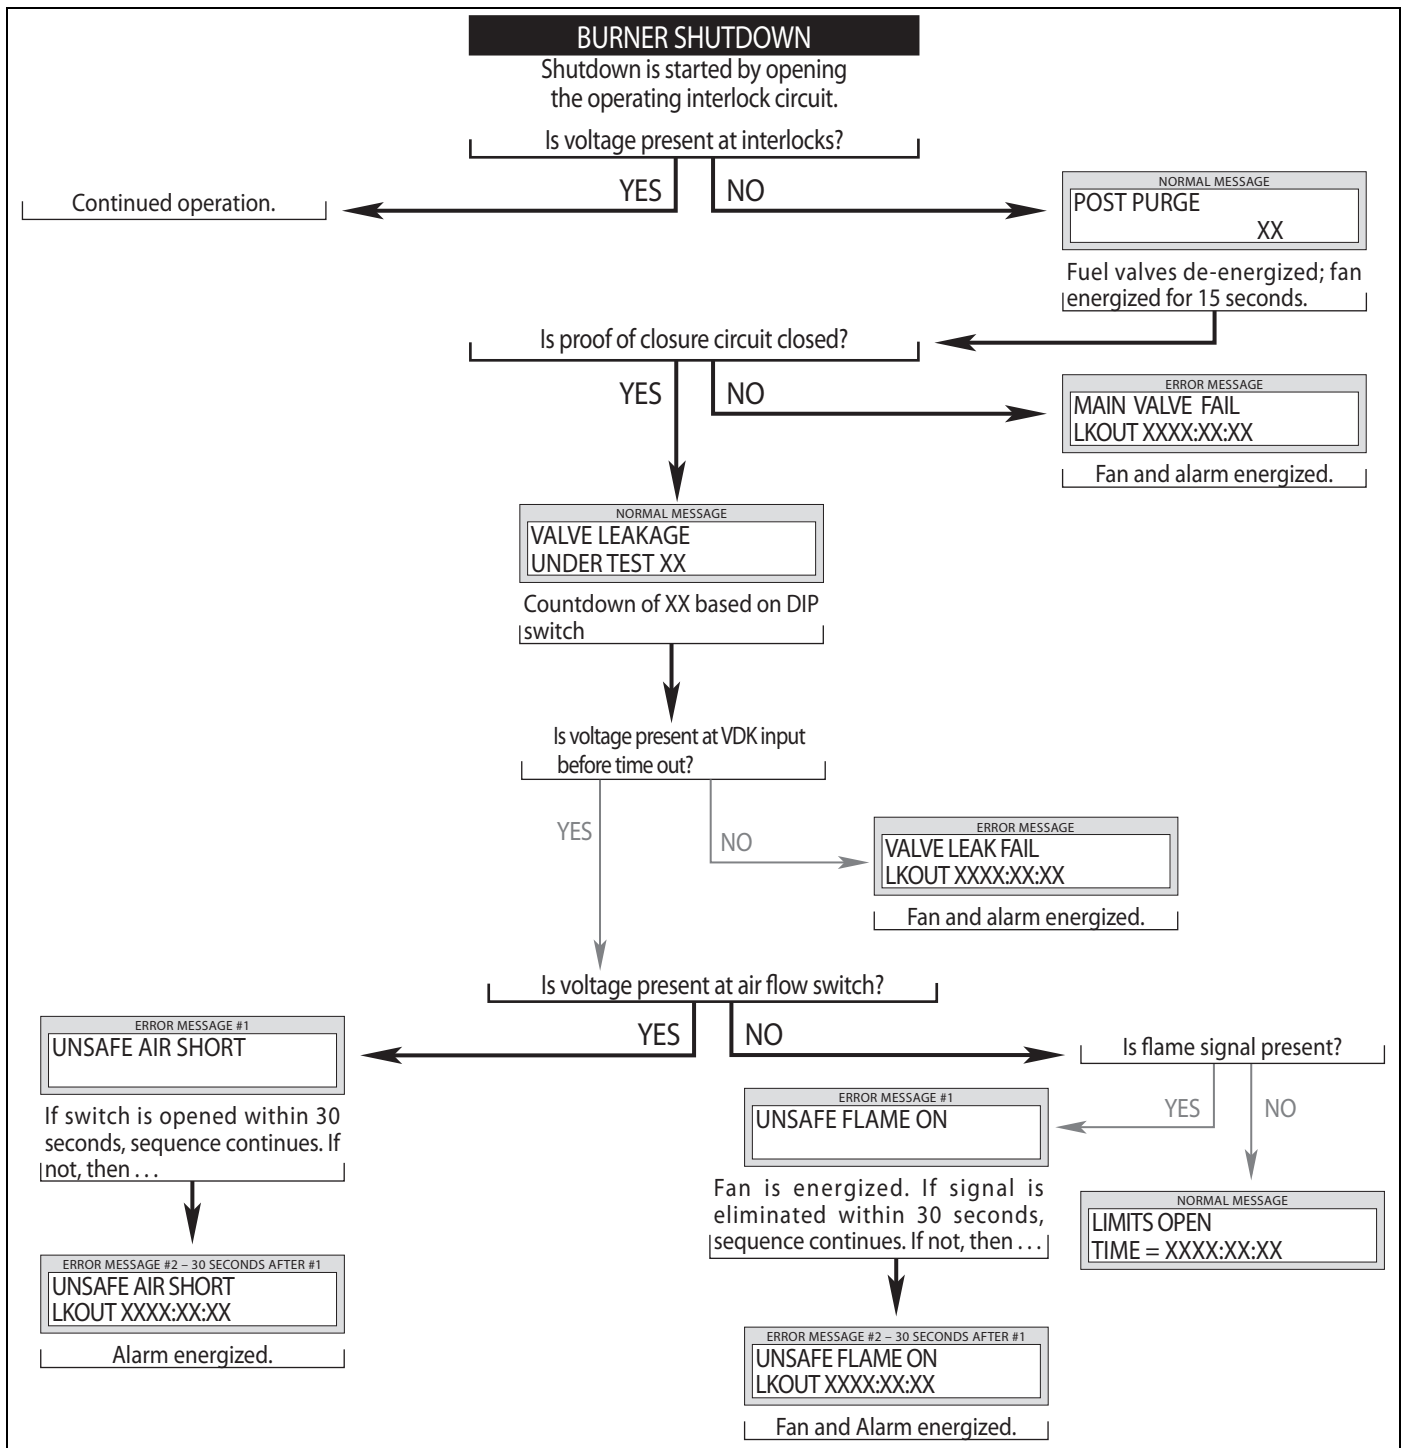 BURNER SHUTDOWN
Shutdown is started by opening
the operating interlock circuit.
Is voltage present at interlocks?
YES
NO
Continued operation.
NORMAL MESSAGE
POST PURGE
XX
Fuel valves de-energized; fan
energized for 15 seconds.
Is proof of closure circuit closed?
YES
NO
ERROR MESSAGE
MAIN VALVE FAIL
LKOUT XXXX:XX:XX
Fan and alarm energized.
NORMAL MESSAGE
VALVE LEAKAGE
UNDER TEST XX
Countdown of XX based on DIP
switch
Is voltage present at VDK input
before time out?
YES
NO
ERROR MESSAGE
VALVE LEAK FAIL
LKOUT XXXX:XX:XX
Fan and alarm energized.
Is voltage present at air flow switch?
YES
NO
ERROR MESSAGE #1
UNSAFE AIR SHORT
If switch is opened within 30
seconds, sequence continues. If
not, then . . .
ERROR MESSAGE #2 – 30 SECONDS AFTER #1
UNSAFE AIR SHORT
LKOUT XXXX:XX:XX
Alarm energized.
Is flame signal present?
YES
NO
ERROR MESSAGE #1
UNSAFE FLAME ON
Fan is energized. If signal is
eliminated within 30 seconds,
sequence continues. If not, then . . .
NORMAL MESSAGE
LIMITS OPEN
TIME = XXXX:XX:XX
ERROR MESSAGE #2 – 30 SECONDS AFTER #1
UNSAFE FLAME ON
LKOUT XXXX:XX:XX
Fan and Alarm energized.